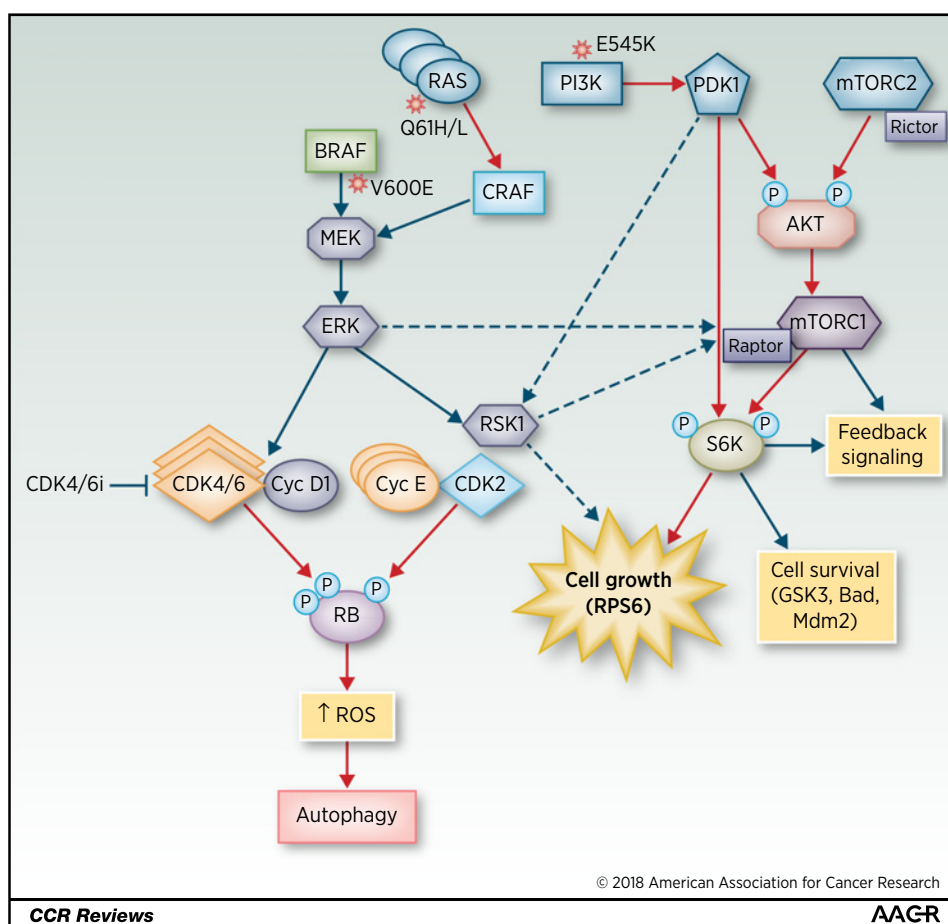 RAS
Q61H/L
E545K
PI3K
PDK1
mTORC2
Rictor
BRAF
V600E
CRAF
P
P
AKT
MEK
ERK
mTORC1
Raptor
RSK1
P
P
S6K
Feedback
signaling
CDK4/6i
CDK4/6
Cyc D1
Cyc E
CDK2
Cell growth
(RPS6)
Cell survival
(GSK3, Bad,
Mdm2)
P
P
P
RB
↑ ROS
Autophagy
© 2018 American Association for Cancer Research
CCR Reviews
AACR